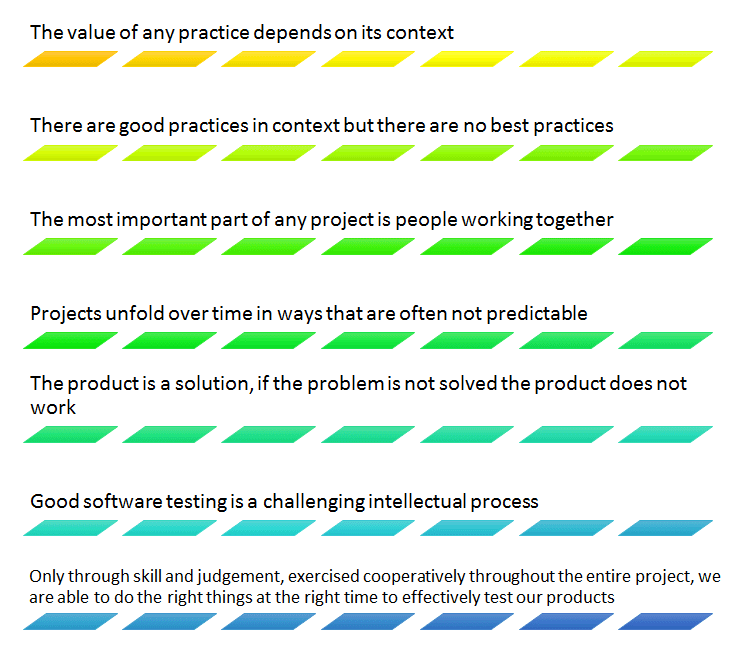 The value of any practice depends on its context
There are good practices in context but there are no best practices
The most important part of any project is people working together
Projects unfold over time in ways that are often not predictable
The product is a solution, if the problem is not solved the product does not
work
Good software testing is a challenging intellectual process
Only through skill and judgement, exercised cooperatively throughout the entire project, we
are able to do the right things at the right time to effectively test our products